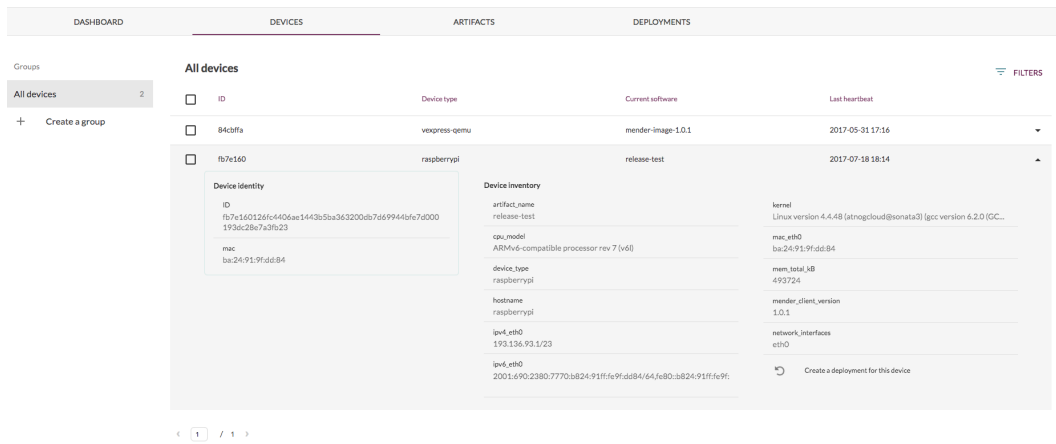 DASHBOARD DEVICES ARTIFACTS DEPLOYMENTS
Groups
All devices 2
+ Create a group
All devices
FILTERS
ID Device type Current software Last heartbeat
84cbffa vexpress-qemu mender-image-1.0.1 2017-05-31 17:16
fb7e160 raspberrypi release-test 2017-07-18 18:14
Device identity
ID
fb7e160126fc4406ae1443b5ba363200db7d69944bfe7d000
193dc28e7a3fb23
mac
ba:24:91:9f:dd:84
Device inventory
artifact_name
release-test
cpu_model
ARMv6-compatible processor rev 7 (v6l)
device_type
raspberrypi
hostname
raspberrypi
ipv4_eth0
193.136.93.1/23
ipv6_eth0
2001:690:2380:7770:b824:91ff:fe9f:dd84/64,fe80::b824:91ff:fe9f:
kernel
Linux version 4.4.48 (atnogcloud@sonata3) (gcc version 6.2.0 (GC...
mac_eth0
ba:24:91:9f:dd:84
mem_total_kB
493724
mender_client_version
1.0.1
network_interfaces
eth0
Create a deployment for this device
1 / 1